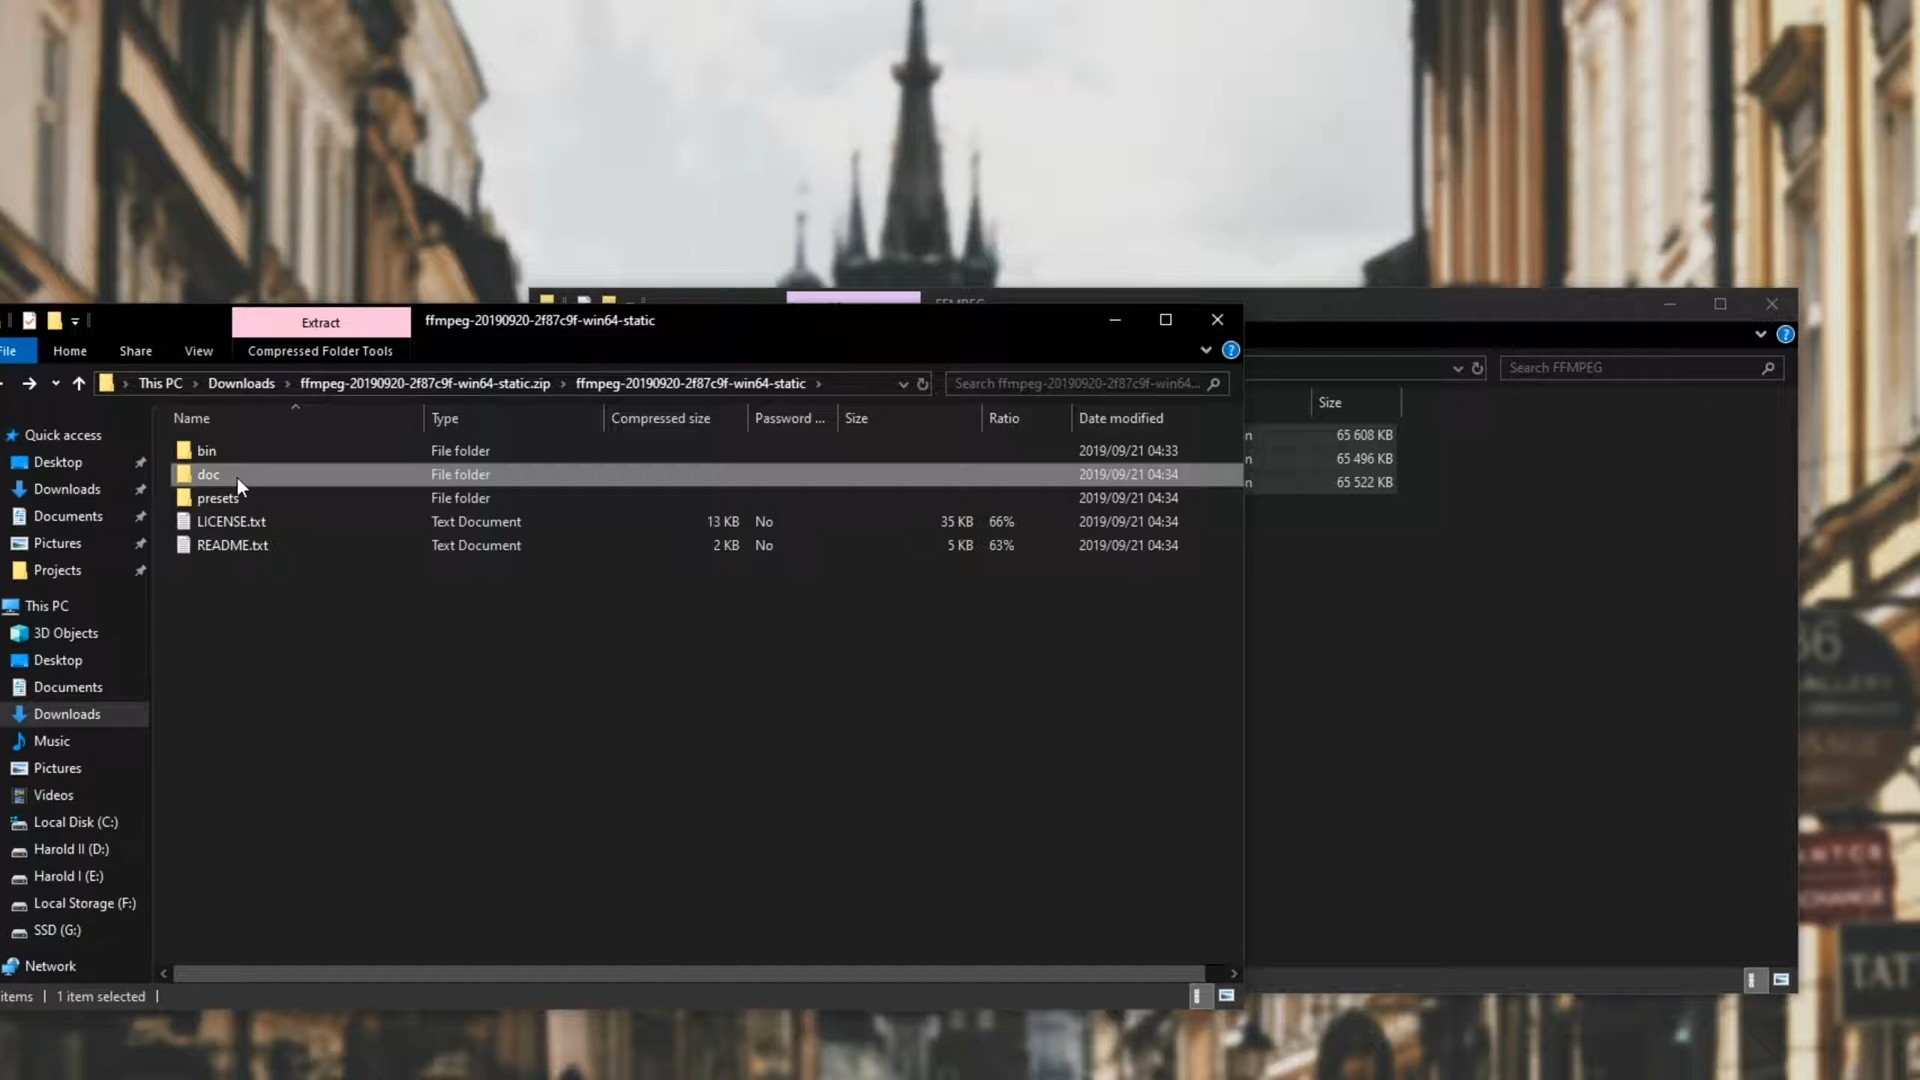 FFMPEG
Extract
ffmpeg-20190920-2f87c9f-win64-static
File
Home
Share
View
Compressed Folder Tools
This PC
Downloads
ffmpeg-20190920-2f87c9f-win64-static.zip
ffmpeg-20190920-2f87c9f-win64-static
Search ffmpeg-20190920-2f87c9f-win64...
Search FFMPEG
Name
Type
Compressed size
Password ...
Size
Ratio
Date modified
bin
File folder
2019/09/21 04:33
doc
File folder
2019/09/21 04:34
presets
File folder
2019/09/21 04:34
LICENSE.txt
Text Document
13 KB
No
35 KB
66%
2019/09/21 04:34
README.txt
Text Document
2 KB
No
5 KB
63%
2019/09/21 04:34
Size
65 608 KB
65 496 KB
65 522 KB
Quick access
Desktop
Downloads
Documents
Pictures
Projects
This PC
3D Objects
Desktop
Documents
Downloads
Music
Pictures
Videos
Local Disk (C:)
Harold II (D:)
Harold I (E:)
Local Storage (F:)
SSD (G:)
Network
items
1 item selected
TAT